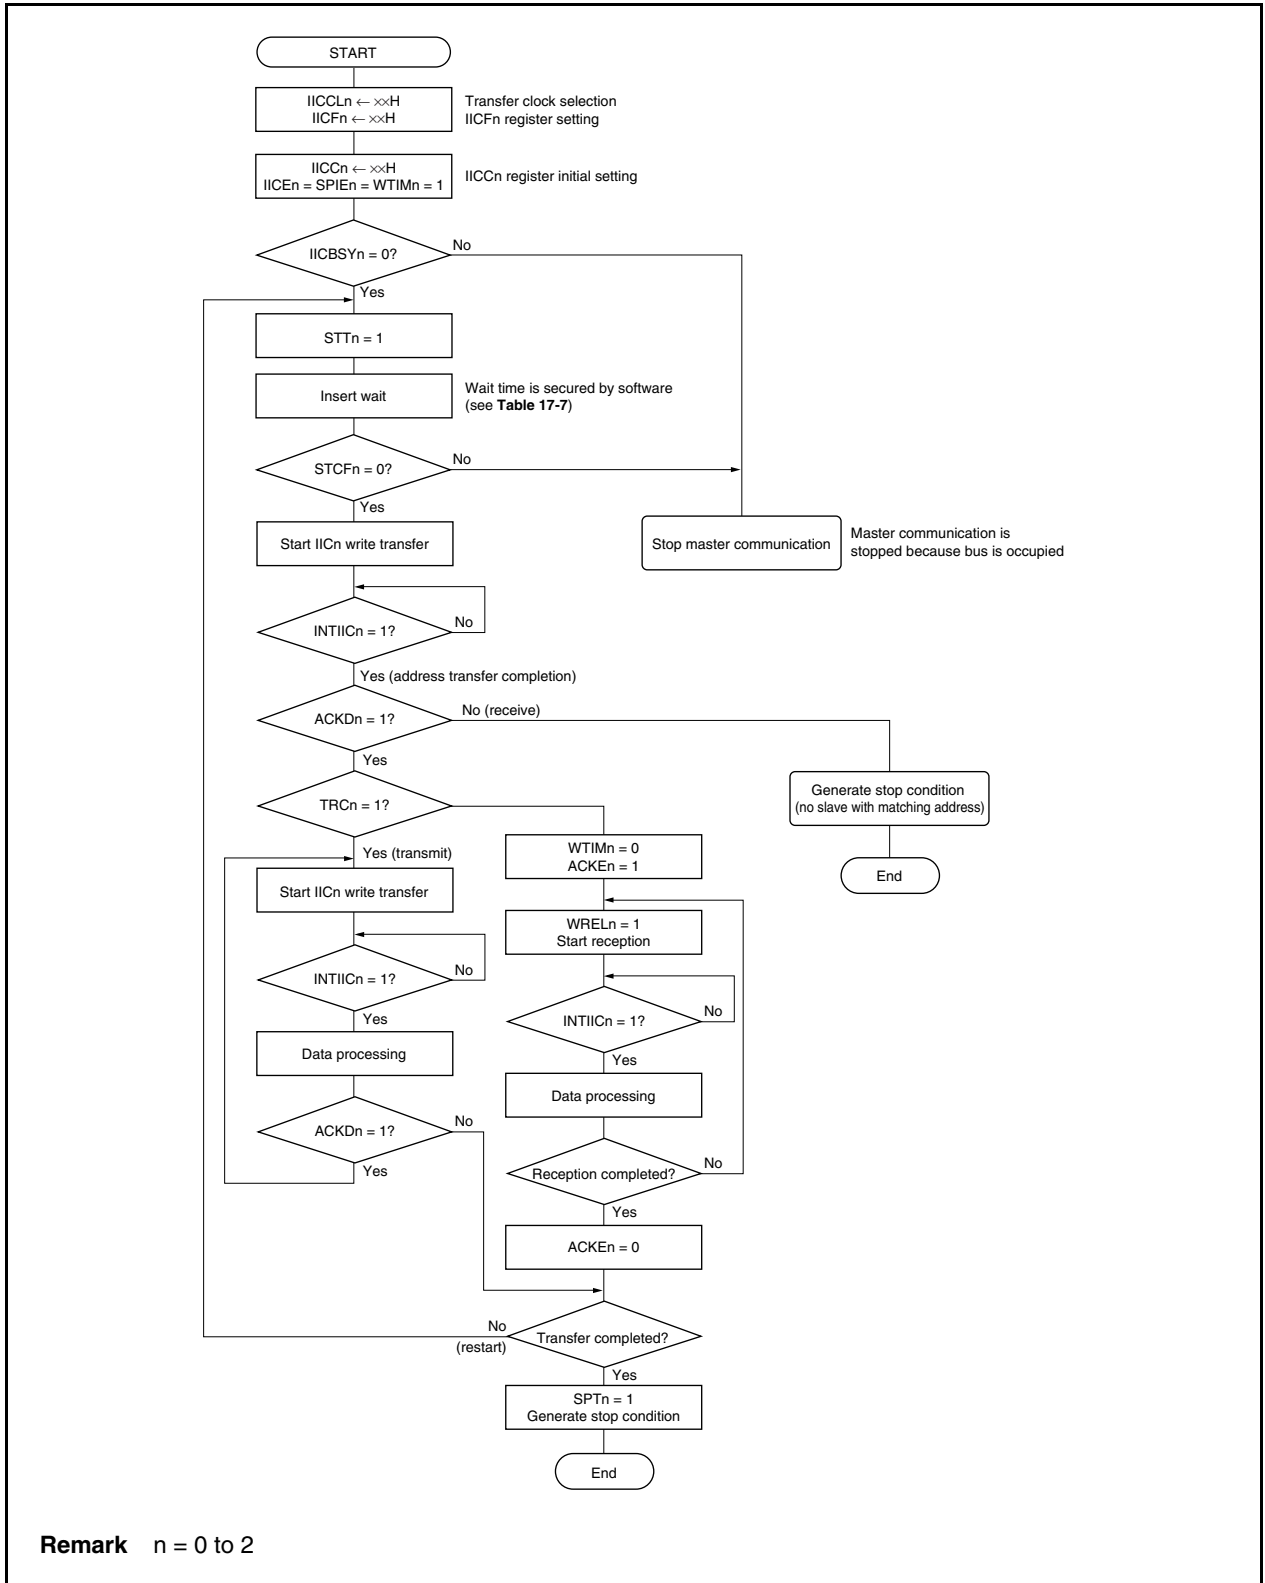 START
IICCLn ← ××H
IICFn ← ××H
Transfer clock selection
IICFn register setting
IICCn ← ××H
IICEn = SPIEn = WTIMn = 1
IICCn register initial setting
IICBSYn = 0?
No
Yes
STTn = 1
Insert wait
Wait time is secured by software
(see Table 17-7)
STCFn = 0?
No
Yes
Start IICn write transfer
Stop master communication
Master communication is
stopped because bus is occupied
INTIICn = 1?
No
Yes (address transfer completion)
ACKDn = 1?
No (receive)
Yes
Generate stop condition
(no slave with matching address)
End
TRCn = 1?
Yes (transmit)
WTIMn = 0
ACKEn = 1
Start IICn write transfer
WRELn = 1
Start reception
INTIICn = 1?
No
Yes
INTIICn = 1?
No
Yes
Data processing
Data processing
ACKDn = 1?
No
Yes
Reception completed?
No
Yes
ACKEn = 0
Transfer completed?
No
(restart)
Yes
SPTn = 1
Generate stop condition
End
Remark n = 0 to 2